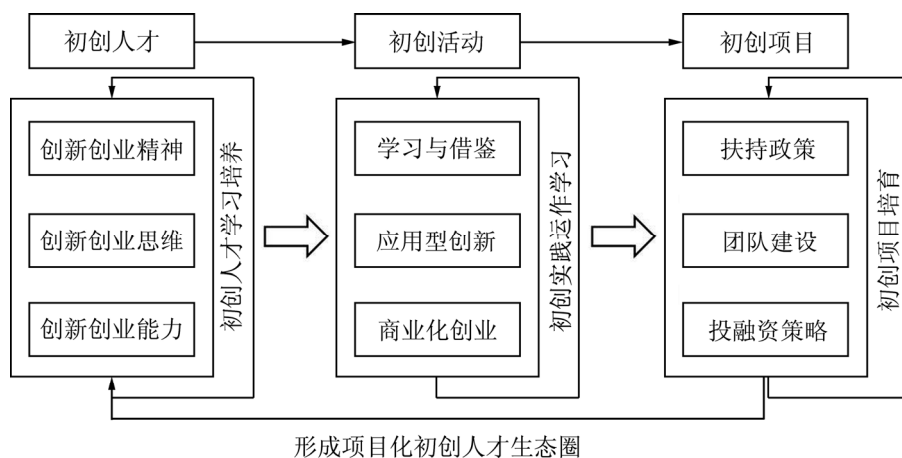 初创人才
初创活动
初创项目
创新创业精神
创新创业思维
创新创业能力
初创人才学习培养
学习与借鉴
应用型创新
商业化创业
初创实践运作学习
扶持政策
团队建设
投融资策略
初创项目培育
形成项目化初创人才生态圈